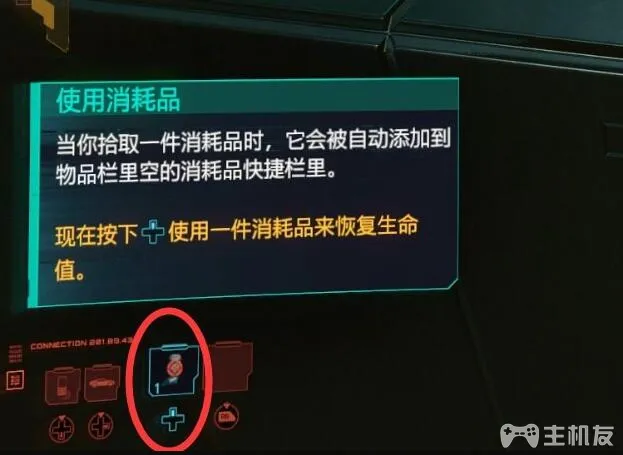 使用消耗品
当你拾取一件消耗品时，它会被自动添加到
物品栏里空的消耗品快捷栏里。
现在按下使用一件消耗品来恢复生命
值。
CONNECTION 201.89.43
1
主机友